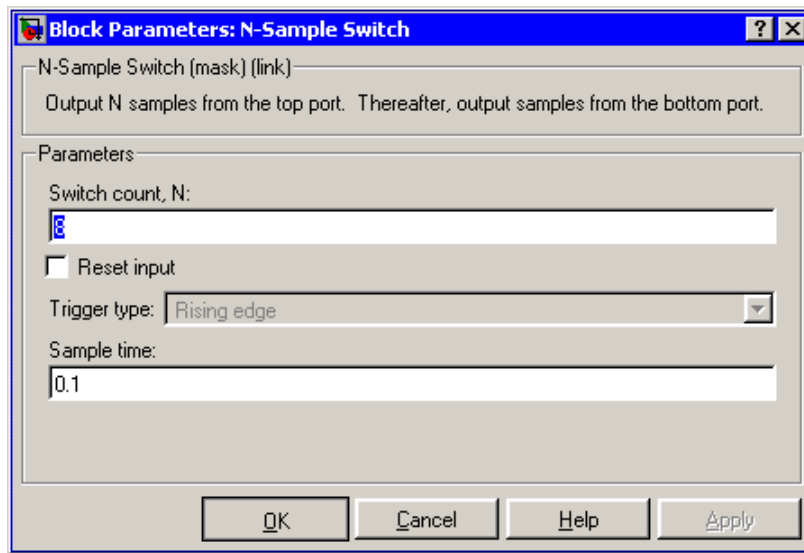 Block Parameters: N-Sample Switch
N-Sample Switch (mask) (link)
Output N samples from the top port. Thereafter, output samples from the bottom port.
Parameters
Switch count, N:
8
Reset input
Trigger type: Rising edge
Sample time:
0.1
OK Cancel Help Apply